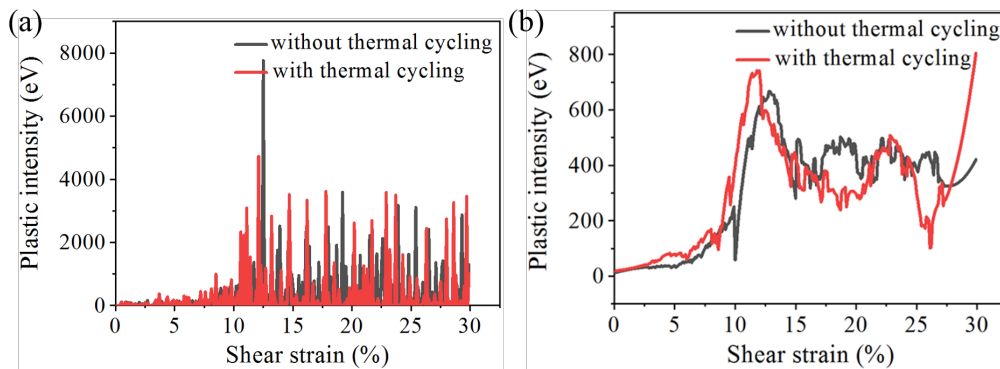 (a)
without thermal cycling
with thermal cycling
Plastic intensity (eV)
8000
6000
4000
2000
0
0 5 10 15 20 25 30
Shear strain (%)
(b)
without thermal cycling
with thermal cycling
Plastic intensity (eV)
800
600
400
200
0
0 5 10 15 20 25 30
Shear strain (%)